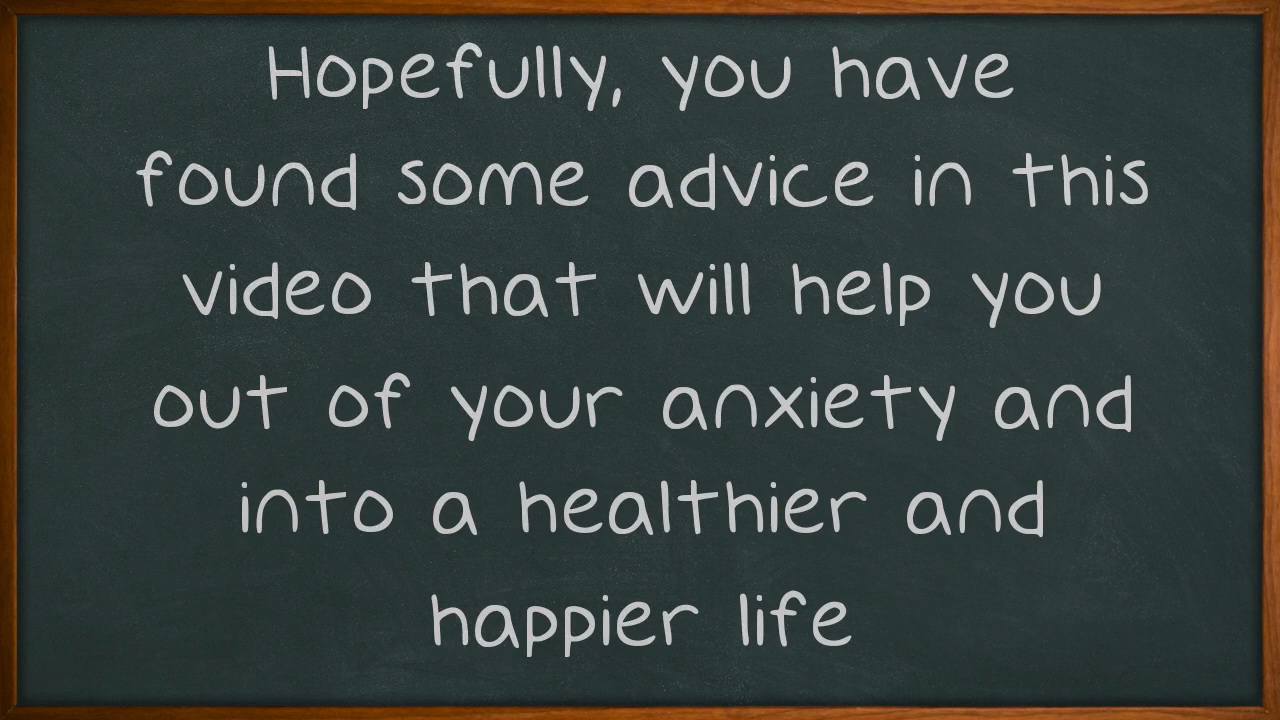 Hopefully, you have
found some advice in this
video that will help you
out of your anxiety and
into a healthier and
happier life